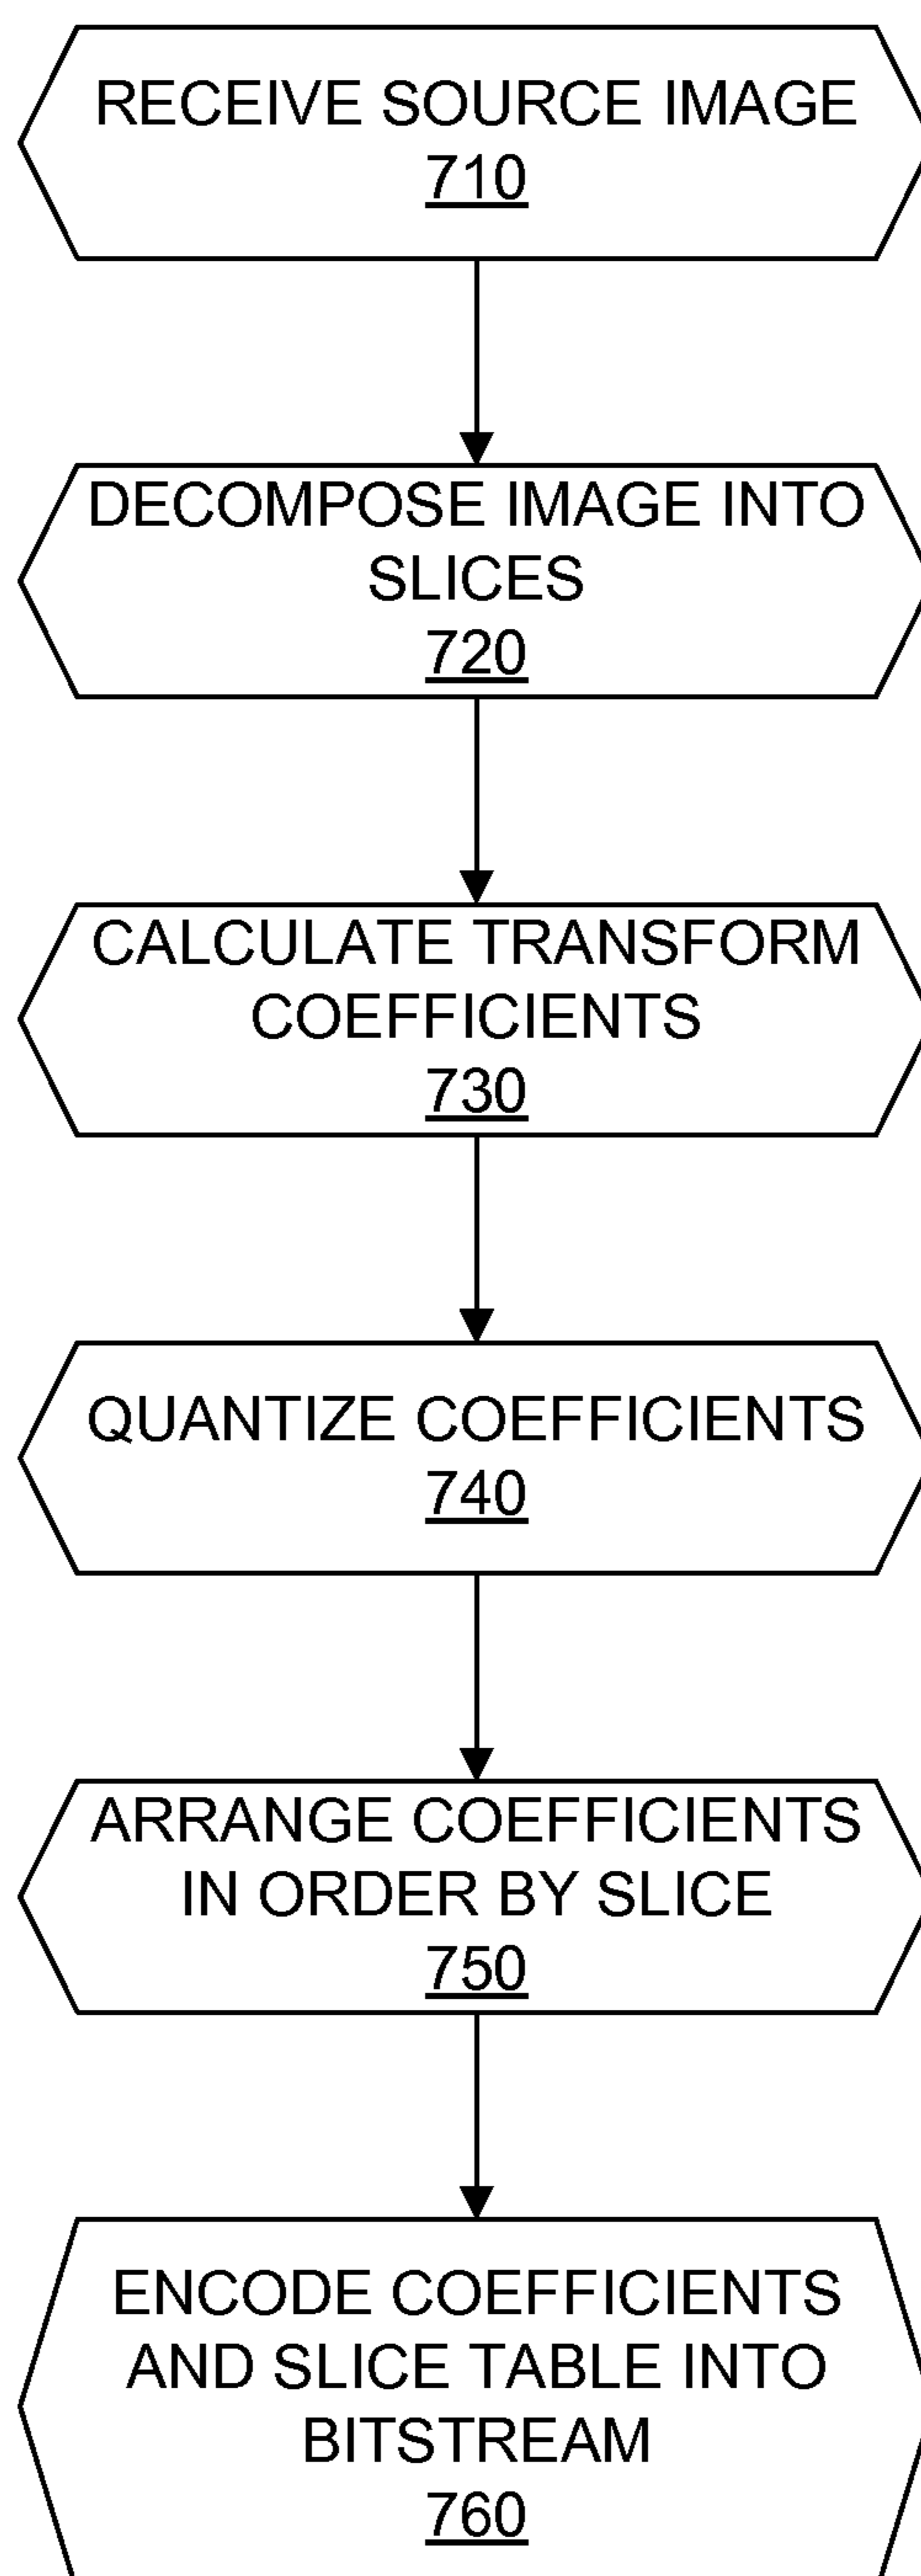 RECEIVE SOURCE IMAGE
710
DECOMPOSE IMAGE INTO
SLICES
720
CALCULATE TRANSFORM
COEFFICIENTS
730
QUANTIZE COEFFICIENTS
740
ARRANGE COEFFICIENTS
IN ORDER BY SLICE
750
ENCODE COEFFICIENTS
AND SLICE TABLE INTO
BITSTREAM
760